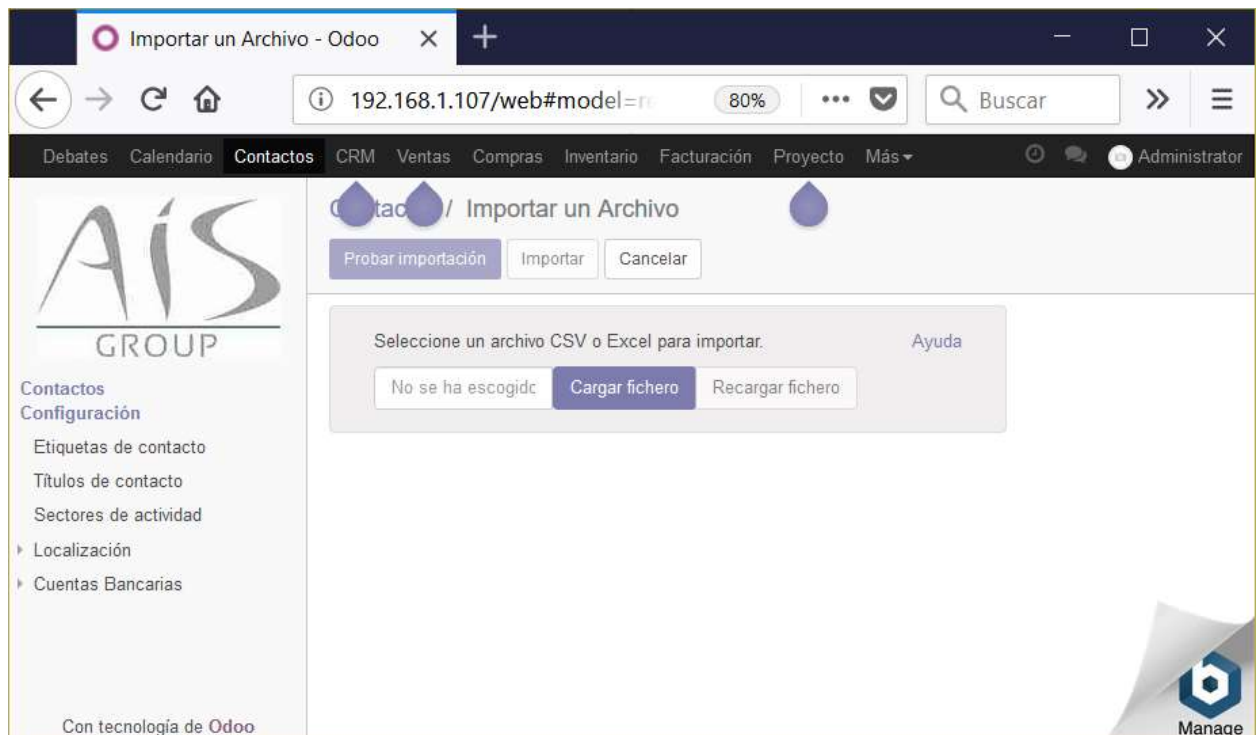 Importar un Archivo - Odoo
192.168.1.107/web#model=r
80%
Buscar
Debates Calendario Contactos CRM Ventas Compras Inventario Facturación Proyecto Más
Administrator
AiS
GROUP
/ Importar un Archivo
Probar importación Importar Cancelar
Seleccione un archivo CSV o Excel para importar. Ayuda
No se ha escogido Cargar fichero Recargar fichero
Contactos
Configuración
Etiquetas de contacto
Títulos de contacto
Sectores de actividad
Localización
Cuentas Bancarias
Con tecnología de Odoo
b
Manage